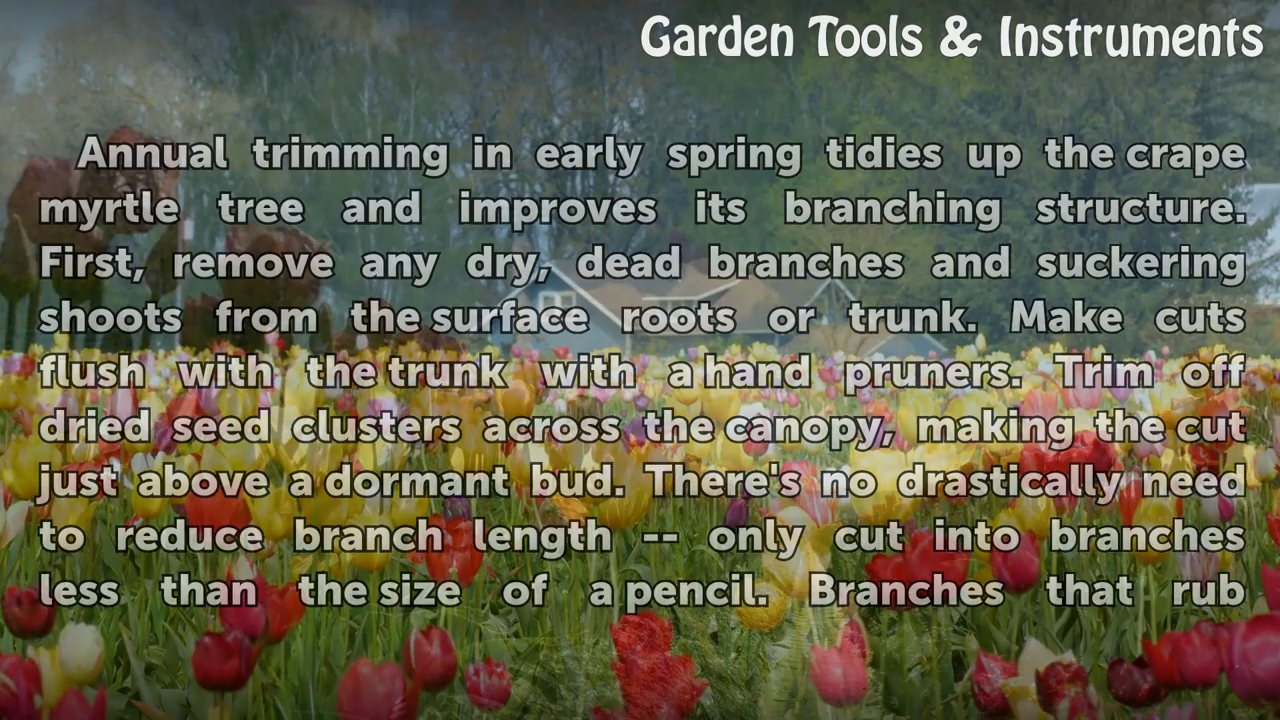 Garden Tools & Instruments
Annual trimming in early spring tidies up the crape
myrtle tree and improves its branching structure.
First, remove any dry, dead branches and suckering
shoots from the surface roots or trunk. Make cuts
flush with the trunk with a hand pruners. Trim off
dried seed clusters across the canopy, making the cut
just above a dormant bud. There's no drastically need
to reduce branch length -- only cut into branches
less than the size of a pencil. Branches that rub